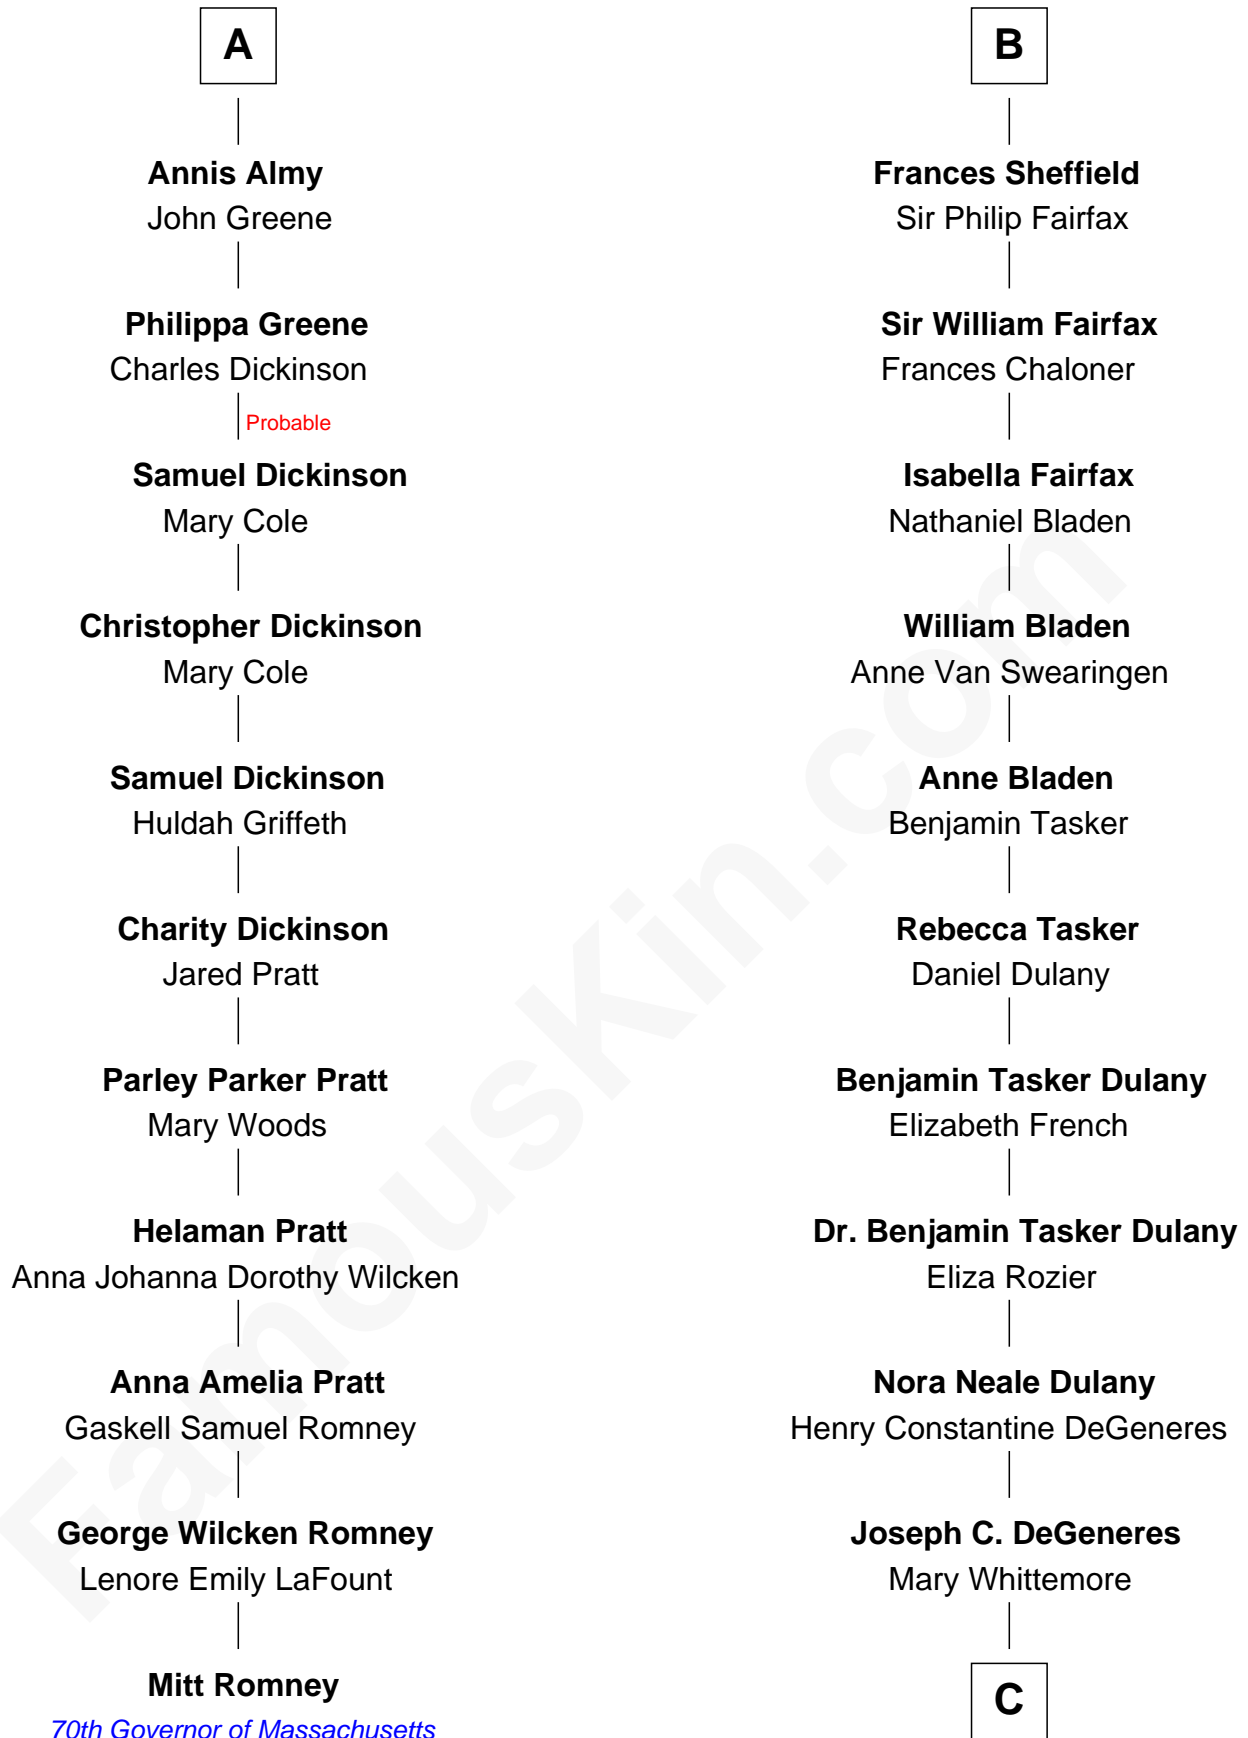 A
Annis Almy
John Greene
Philippa Greene
Charles Dickinson
Probable
Samuel Dickinson
Mary Cole
Christopher Dickinson
Mary Cole
Samuel Dickinson
Huldah Griffeth
Charity Dickinson
Jared Pratt
Parley Parker Pratt
Mary Woods
Helaman Pratt
Anna Johanna Dorothy Wilcken
Anna Amelia Pratt
Gaskell Samuel Romney
George Wilcken Romney
Lenore Emily LaFount
Mitt Romney
70th Governor of Massachusetts
B
Frances Sheffield
Sir Philip Fairfax
Sir William Fairfax
Frances Chaloner
Isabella Fairfax
Nathaniel Bladen
William Bladen
Anne Van Swearingen
Anne Bladen
Benjamin Tasker
Rebecca Tasker
Daniel Dulany
Benjamin Tasker Dulany
Elizabeth French
Dr. Benjamin Tasker Dulany
Eliza Rozier
Nora Neale Dulany
Henry Constantine DeGeneres
Joseph C. DeGeneres
Mary Whittemore
C
FamousKin.com